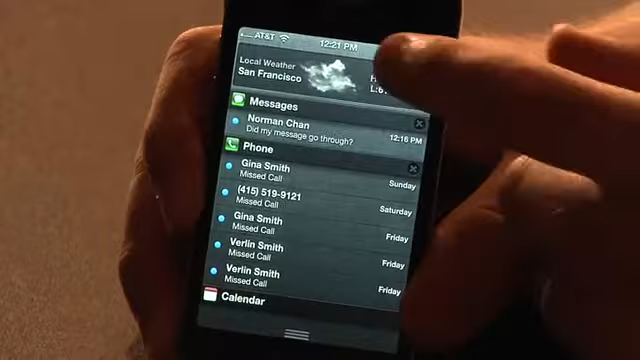 AT&T 12:21 PM
Local Weather
San Francisco
Messages
Norman Chan
Did my message go through? 12:16 PM
Phone
Gina Smith
Missed Call Sunday
(415) 519-9121
Missed Call Saturday
Gina Smith
Missed Call Friday
Verlin Smith
Missed Call Friday
Verlin Smith
Missed Call Friday
Calendar